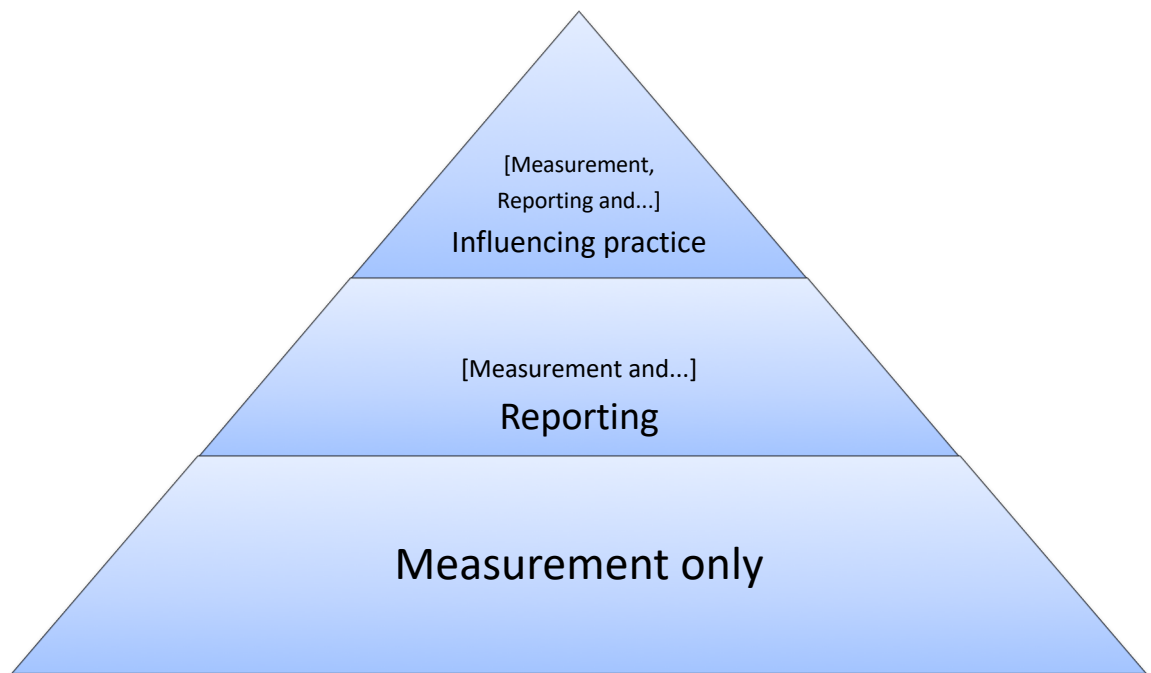 [Measurement,
Reporting and...]
Influencing practice
[Measurement and...]
Reporting
Measurement only